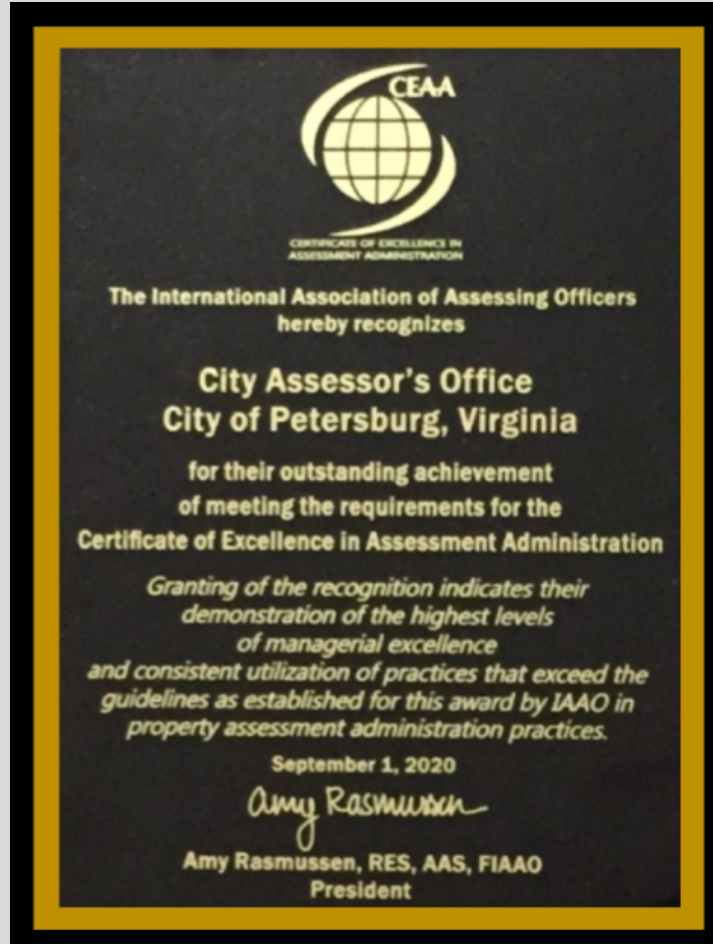 CEAA
CERTIFICATE OF EXCELLENCE IN
ASSESSMENT ADMINISTRATION
The International Association of Assessing Officers
hereby recognizes
City Assessor's Office
City of Petersburg, Virginia
for their outstanding achievement
of meeting the requirements for the
Certificate of Excellence in Assessment Administration
Granting of the recognition indicates their
demonstration of the highest levels
of managerial excellence
and consistent utilization of practices that exceed the
guidelines as established for this award by IAAO in
property assessment administration practices.
September 1, 2020
Amy Rasmussen
Amy Rasmussen, RES, AAS, FIAAO
President